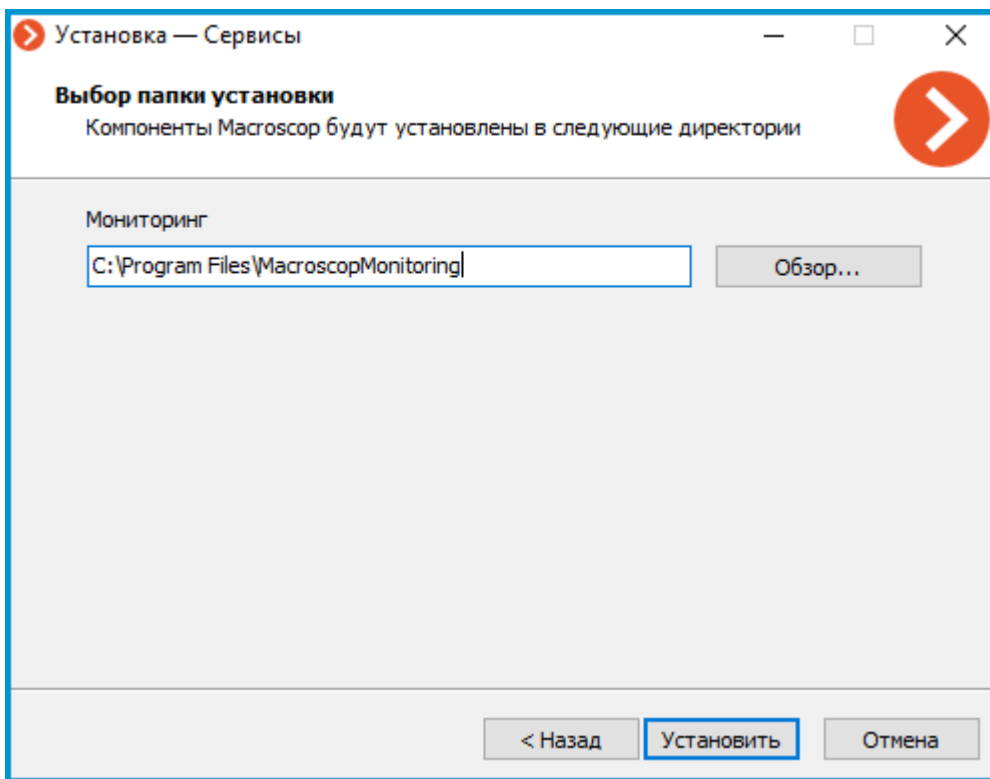 Установка — Сервисы
Выбор папки установки
Компоненты Macroscop будут установлены в следующие директории
Мониторинг
C:\Program Files\MacroscopMonitoring
Обзор...
< Назад
Установить
Отмена